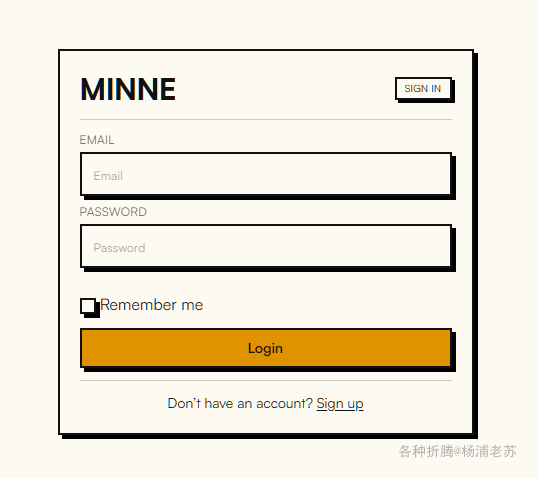 MINNE
SIGN IN
EMAIL
Email
PASSWORD
Password
Remember me
Login
Don't have an account? Sign up
各种折腾@杨浦老苏